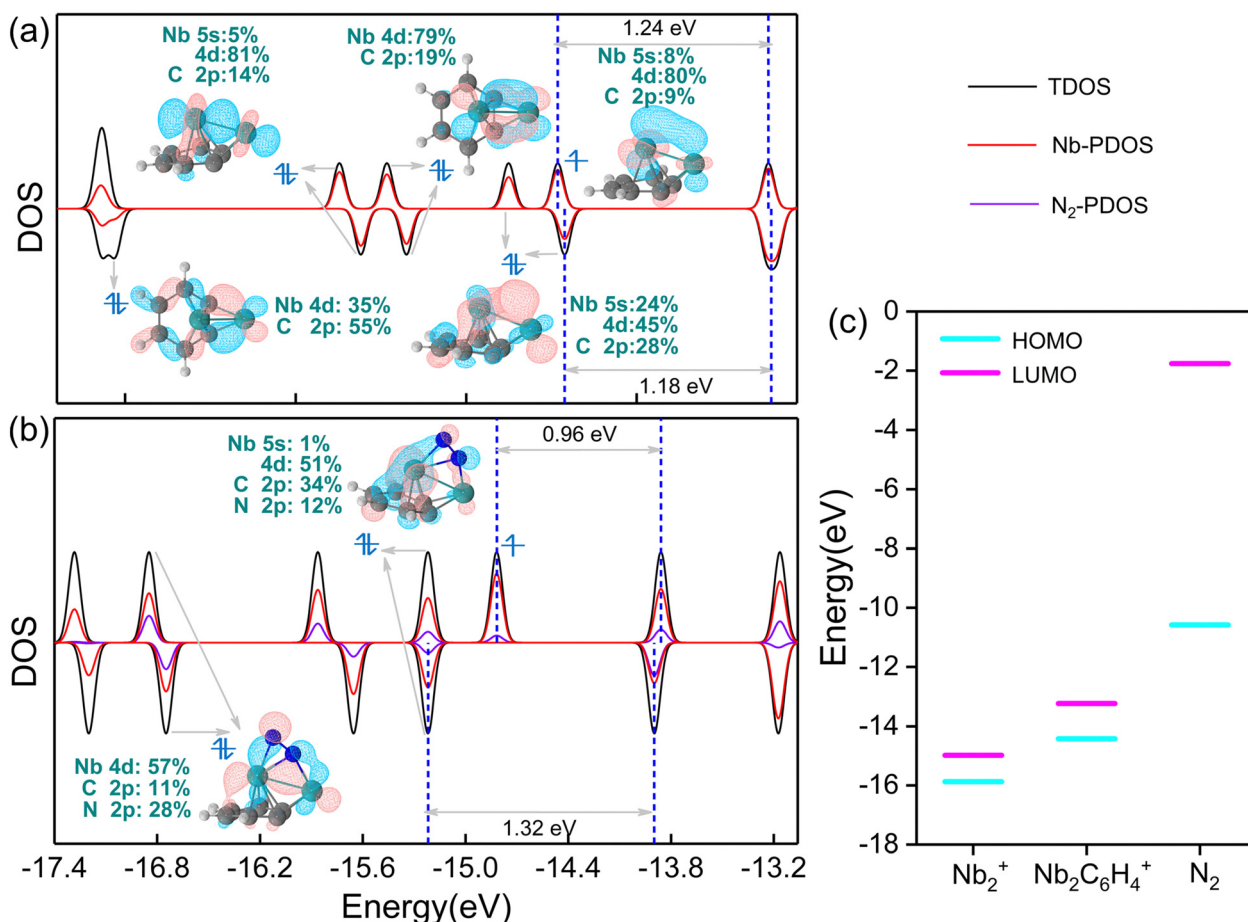 (a)
Nb 5s:5%
4d:81%
C 2p:14%
Nb 4d:79%
C 2p:19%
Nb 5s:8%
4d:80%
C 2p:9%
1.24 eV
DOS
Nb 4d: 35%
C 2p: 55%
Nb 5s:24%
4d:45%
C 2p:28%
1.18 eV
TDOS
Nb-PDOS
N₂-PDOS
(b)
Nb 5s: 1%
4d: 51%
C 2p: 34%
N 2p: 12%
0.96 eV
DOS
Nb 4d: 57%
C 2p: 11%
N 2p: 28%
1.32 eV
-17.4 -16.8 -16.2 -15.6 -15.0 -14.4 -13.8 -13.2
Energy(eV)
(c)
HOMO
LUMO
Energy(eV)
0
-2
-4
-6
-8
-10
-12
-14
-16
-18
Nb₂⁺ Nb₂C₆H₄⁺ N₂